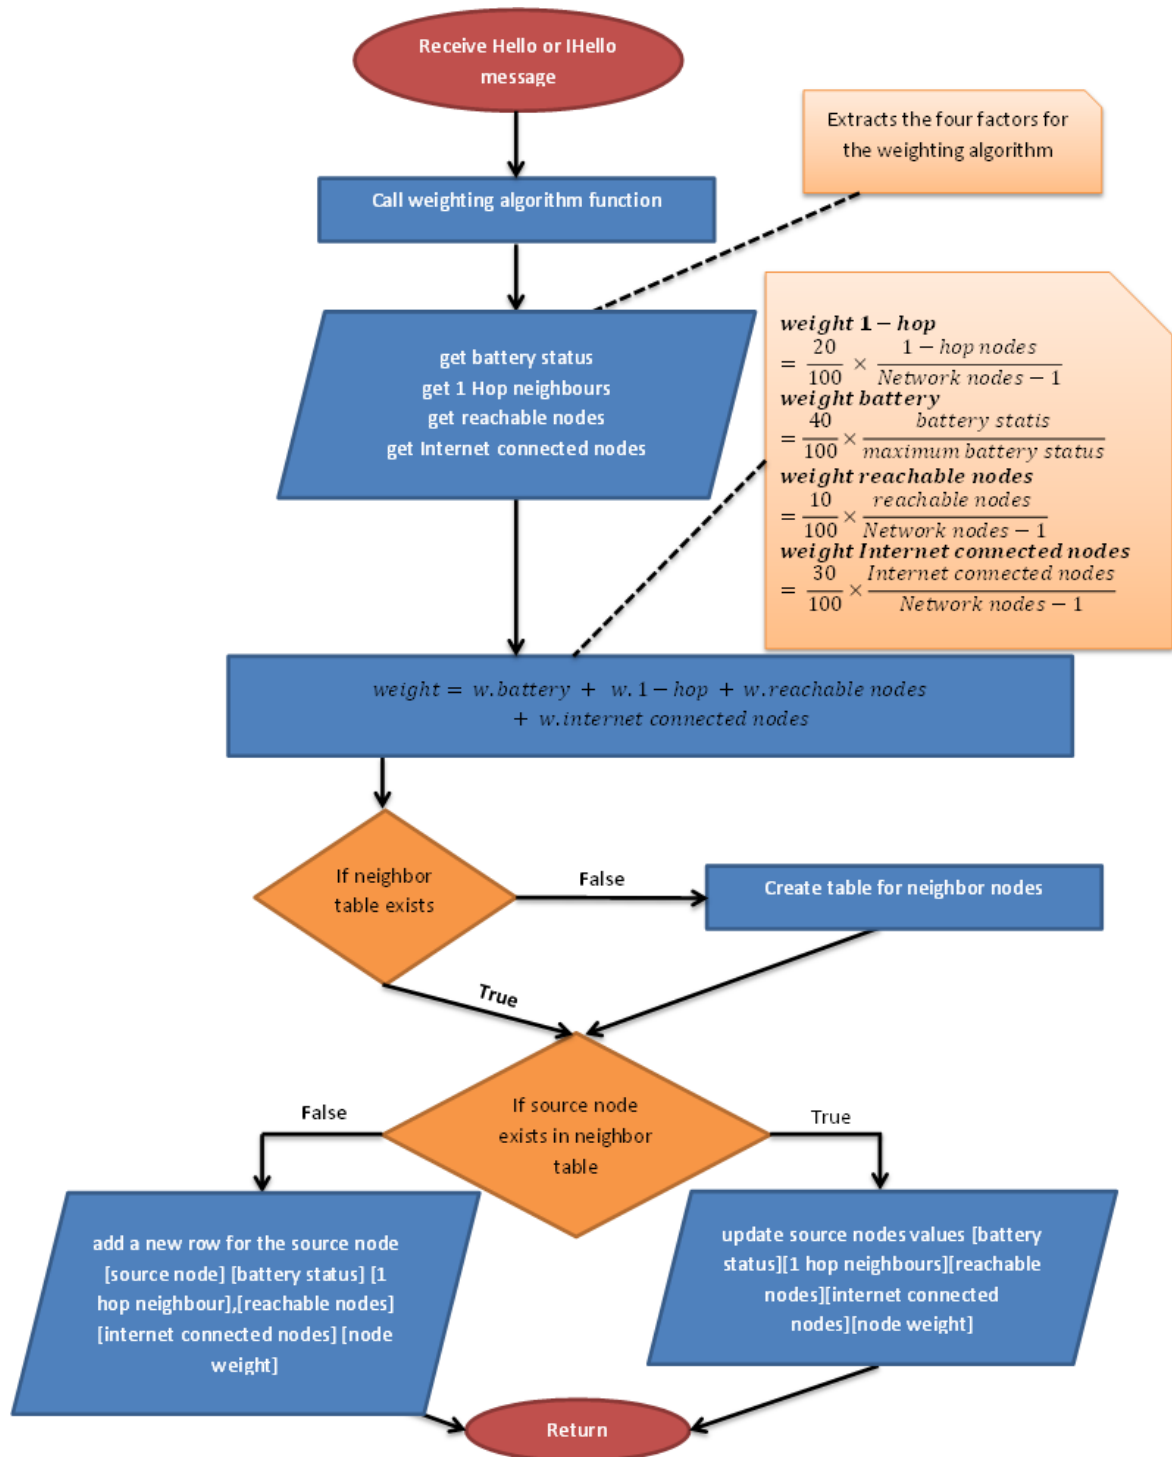 Receive Hello or IHello
message
Extracts the four factors for
the weighting algorithm
Call weighting algorithm function
get battery status
get 1 Hop neighbours
get reachable nodes
get Internet connected nodes
weight 1 − hop
= 20/100 × 1 − hop nodes/Network nodes − 1
weight battery
= 40/100 × battery statis/maximum battery status
weight reachable nodes
= 10/100 × reachable nodes/Network nodes − 1
weight Internet connected nodes
= 30/100 × Internet connected nodes/Network nodes − 1
weight = w.battery + w.1 − hop + w.reachable nodes
+ w.internet connected nodes
If neighbor
table exists
False
Create table for neighbor nodes
True
If source node
exists in neighbor
table
False
True
add a new row for the source node
[source node] [battery status] [1
hop neighbour],[reachable nodes]
[internet connected nodes] [node
weight]
update source nodes values [battery
status][1 hop neighbours][reachable
nodes][internet connected
nodes][node weight]
Return